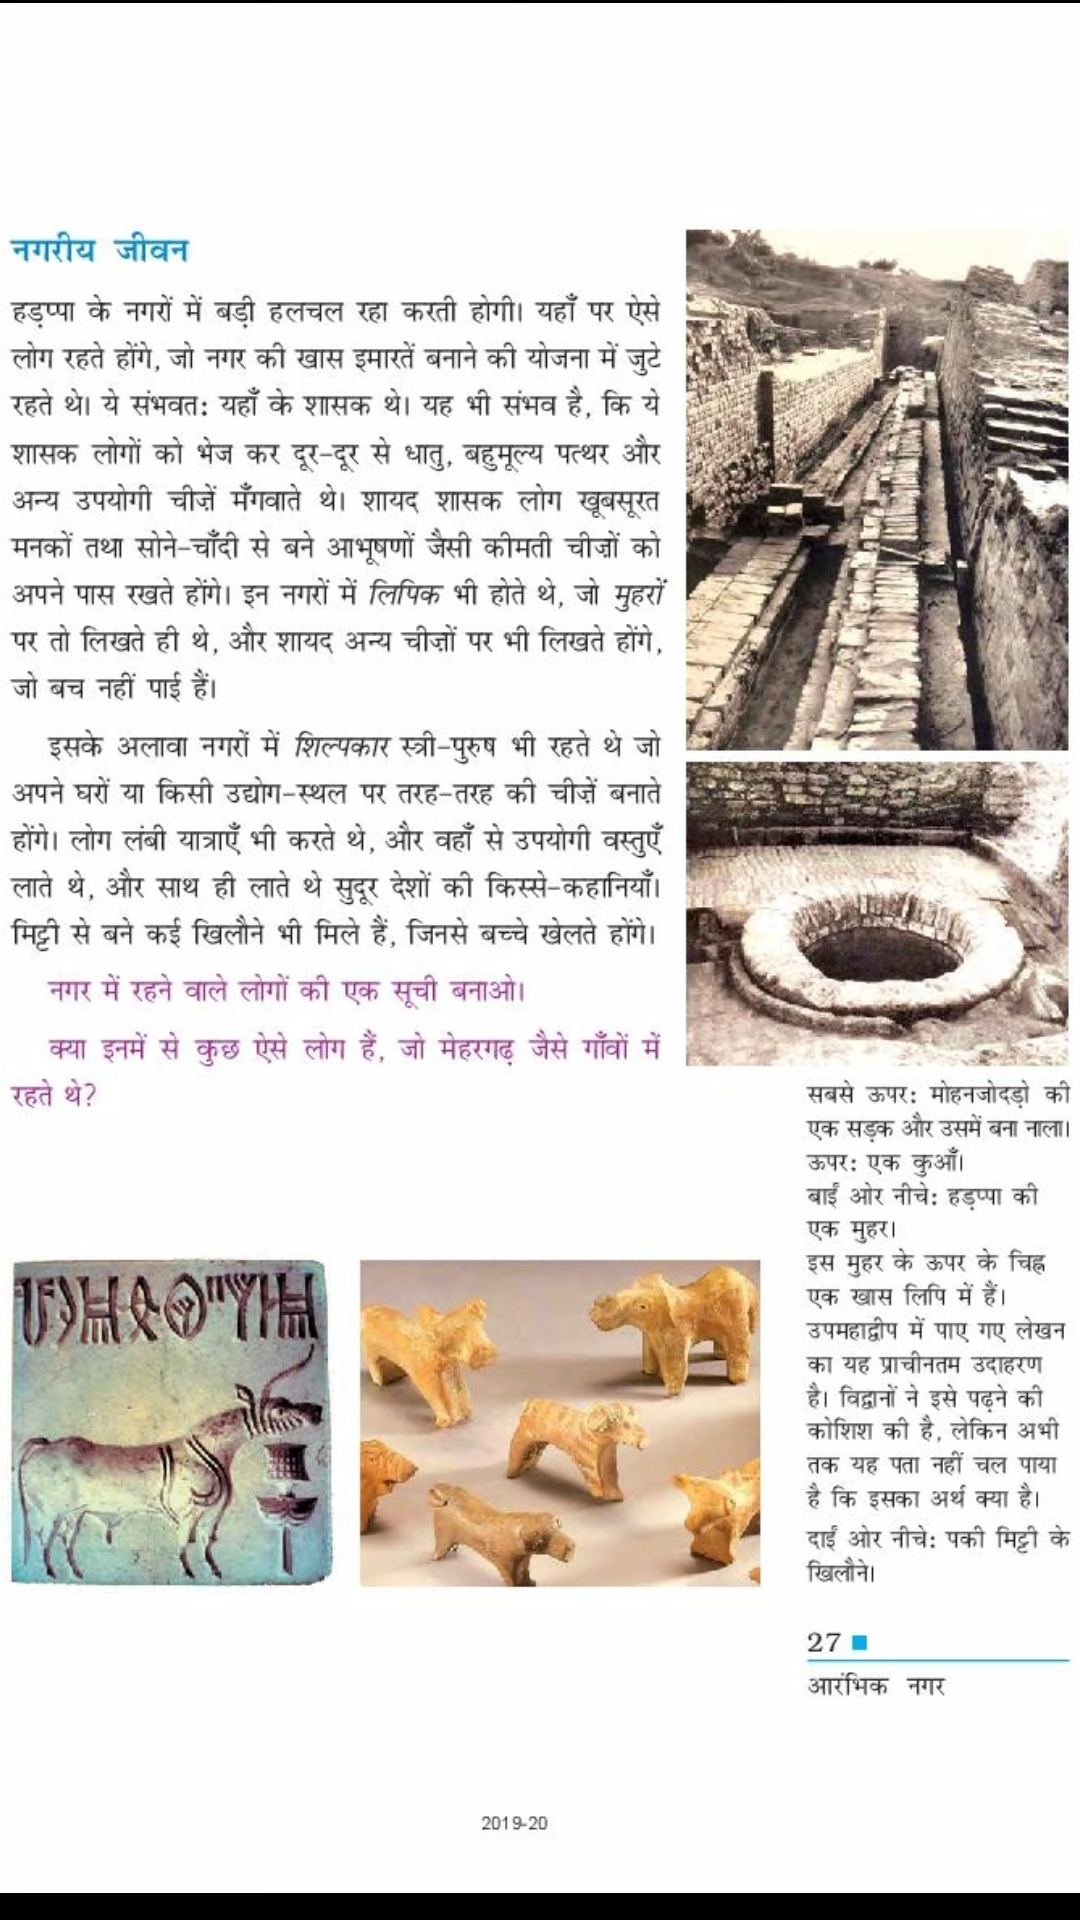 नगरीय जीवन
हड़प्पा के नगरों में बड़ी हलचल रहा करती होगी। यहाँ पर ऐसे
लोग रहते होंगे, जो नगर की खास इमारतें बनाने की योजना में जुटे
रहते थे। ये संभवत: यहाँ के शासक थे। यह भी संभव है, कि ये
शासक लोगों को भेज कर दूर-दूर से धातु, बहुमूल्य पत्थर और
अन्य उपयोगी चीज़ें मँगवाते थे। शायद शासक लोग खूबसूरत
मनकों तथा सोने-चाँदी से बने आभूषणों जैसी कीमती चीज़ों को
अपने पास रखते होंगे। इन नगरों में लिपिक भी होते थे, जो मुहरों
पर तो लिखते ही थे, और शायद अन्य चीज़ों पर भी लिखते होंगे,
जो बच नहीं पाई हैं।
इसके अलावा नगरों में शिल्पकार स्त्री-पुरुष भी रहते थे जो
अपने घरों या किसी उद्योग-स्थल पर तरह-तरह की चीज़ें बनाते
होंगे। लोग लंबी यात्राएँ भी करते थे, और वहाँ से उपयोगी वस्तुएँ
लाते थे, और साथ ही लाते थे सुदूर देशों की किस्से-कहानियाँ।
मिट्टी से बने कई खिलौने भी मिले हैं, जिनसे बच्चे खेलते होंगे।
नगर में रहने वाले लोगों की एक सूची बनाओ।
क्या इनमें से कुछ ऐसे लोग हैं, जो मेहरगढ़ जैसे गाँवों में
रहते थे?
सबसे ऊपर: मोहनजोदड़ो की
एक सड़क और उसमें बना नाला।
ऊपर: एक कुआँ।
बाईं ओर नीचे: हड़प्पा की
एक मुहर।
इस मुहर के ऊपर के चिह्न
एक खास लिपि में हैं।
उपमहाद्वीप में पाए गए लेखन
का यह प्राचीनतम उदाहरण
है। विद्वानों ने इसे पढ़ने की
कोशिश की है, लेकिन अभी
तक यह पता नहीं चल पाया
है कि इसका अर्थ क्या है।
दाईं ओर नीचे: पकी मिट्टी के
खिलौने।
27
आरंभिक नगर
2019-20